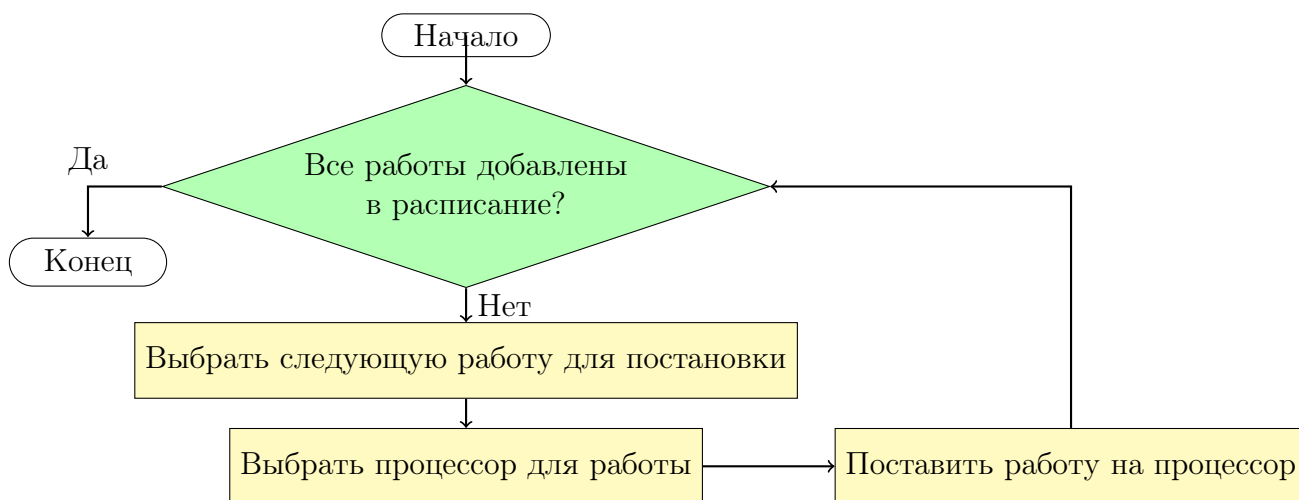 Начало
Все работы добавлены
в расписание?
Да
Конец
Нет
Выбрать следующую работу для постановки
Выбрать процессор для работы
Поставить работу на процессор